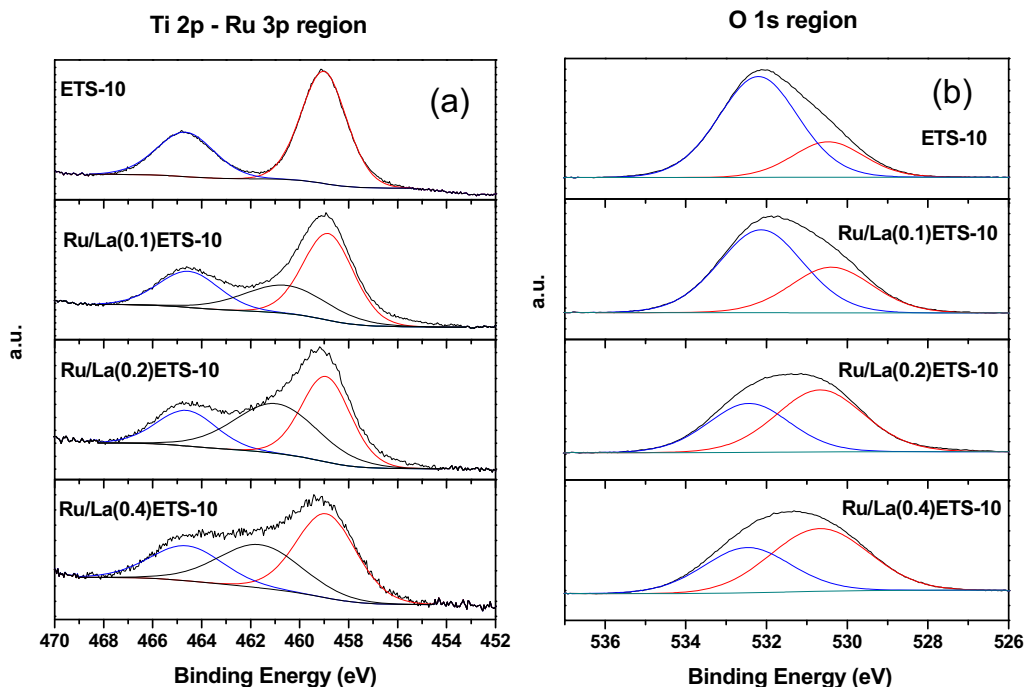 Ti 2p - Ru 3p region
ETS-10
(a)
Ru/La(0.1)ETS-10
Ru/La(0.2)ETS-10
Ru/La(0.4)ETS-10
a.u.
470 468 466 464 462 460 458 456 454 452
Binding Energy (eV)
O 1s region
(b)
ETS-10
Ru/La(0.1)ETS-10
Ru/La(0.2)ETS-10
Ru/La(0.4)ETS-10
a.u.
536 534 532 530 528 526
Binding Energy (eV)